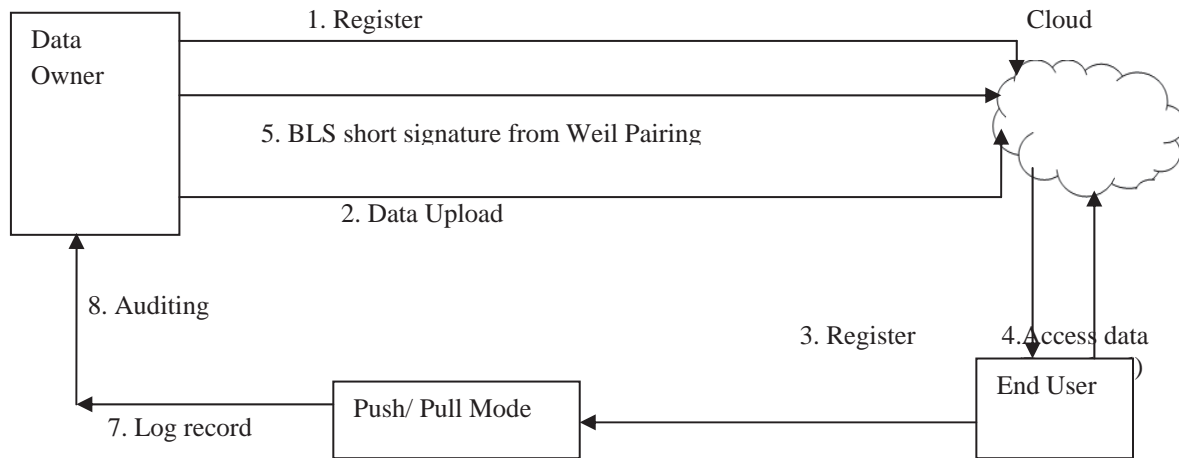 1. Register
Cloud
Data
Owner
5. BLS short signature from Weil Pairing
2. Data Upload
8. Auditing
3. Register
4.Access data
)
End User
Push/ Pull Mode
7. Log record